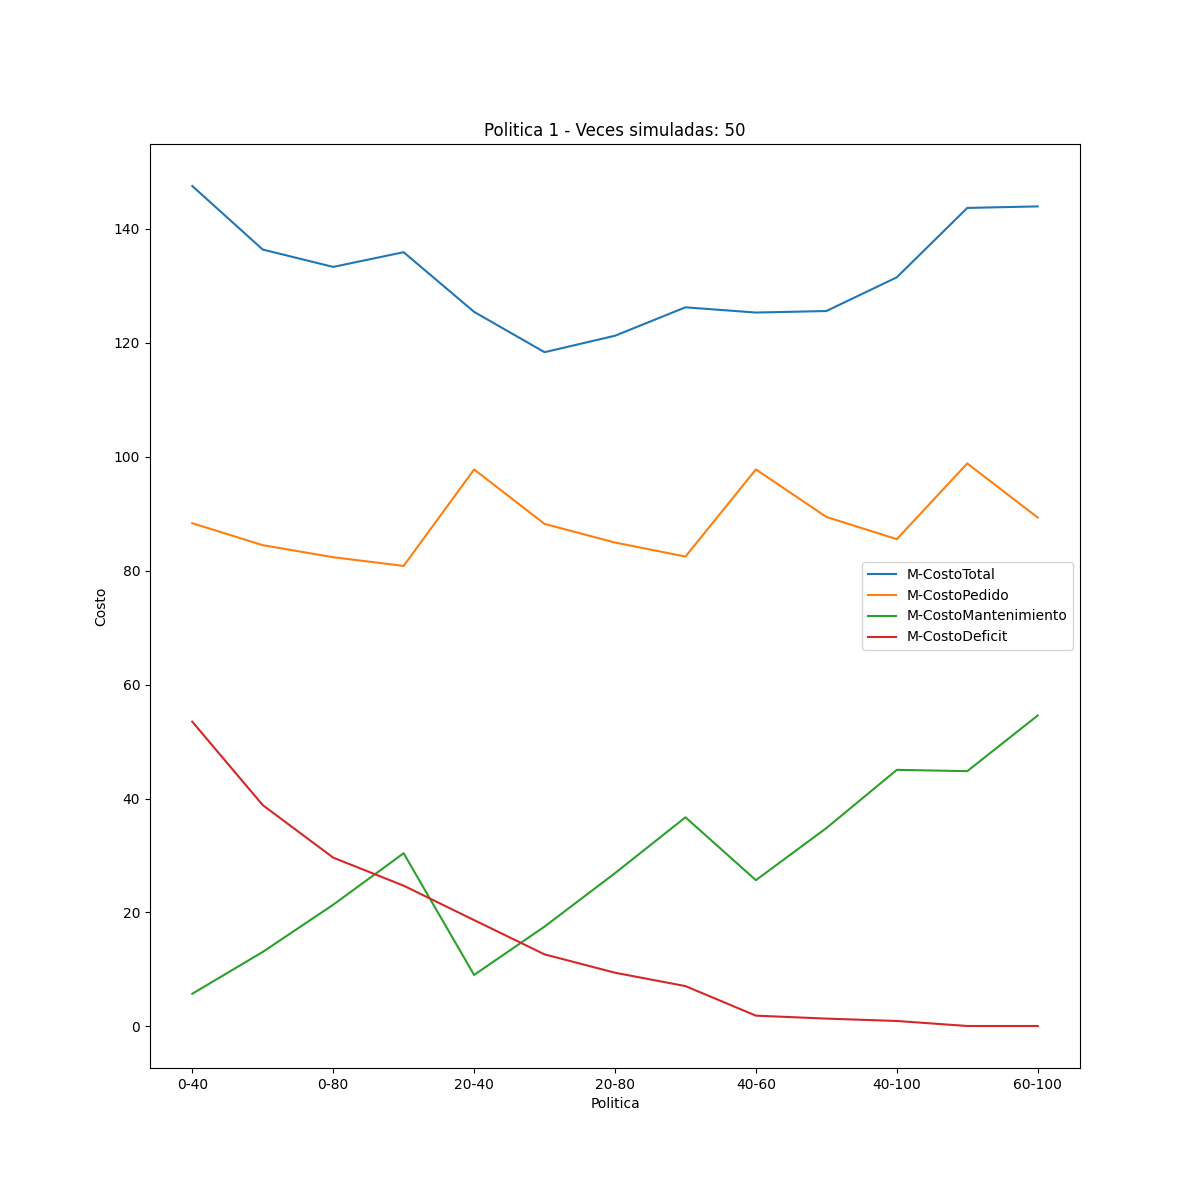 Politica 1 - Veces simuladas: 50
140
120
100
80
60
40
20
0
Costo
M-CostoTotal
M-CostoPedido
M-CostoMantenimiento
M-CostoDeficit
0-40 0-80 20-40 20-80 40-60 40-100 60-100
Politica